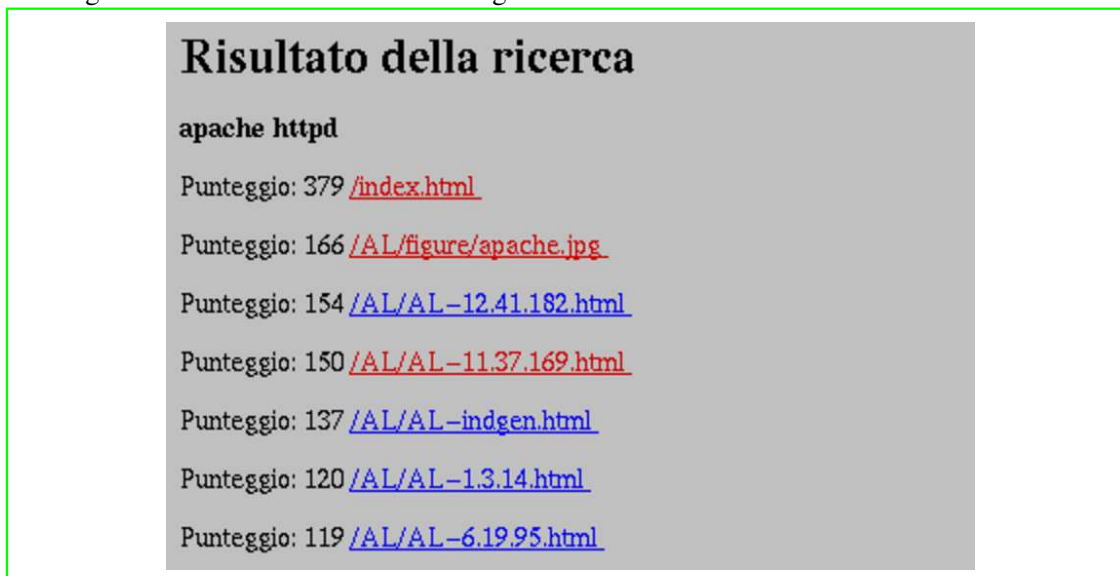 Risultato della ricerca
apache httpd
Punteggio: 379 /index.html
Punteggio: 166 /AL/figure/apache.jpg
Punteggio: 154 /AL/AL-12.41.182.html
Punteggio: 150 /AL/AL-11.37.169.html
Punteggio: 137 /AL/AL-indgen.html
Punteggio: 120 /AL/AL-1.3.14.html
Punteggio: 119 /AL/AL-6.19.95.html